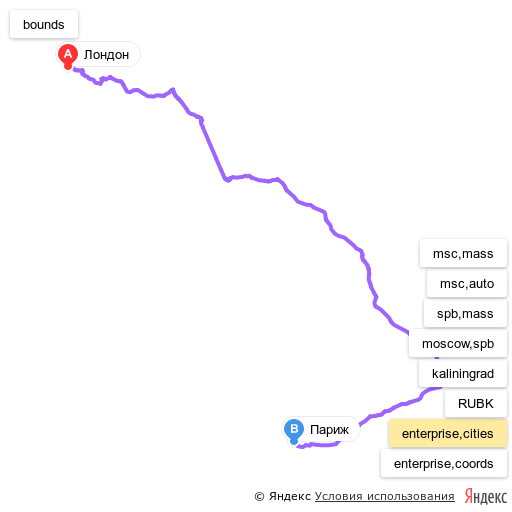 bounds
A Лондон
msc,mass
msc,auto
spb,mass
moscow,spb
kaliningrad
RUBK
B Париж
enterprise,cities
enterprise,coords
© Яндекс Условия использования Яндекс